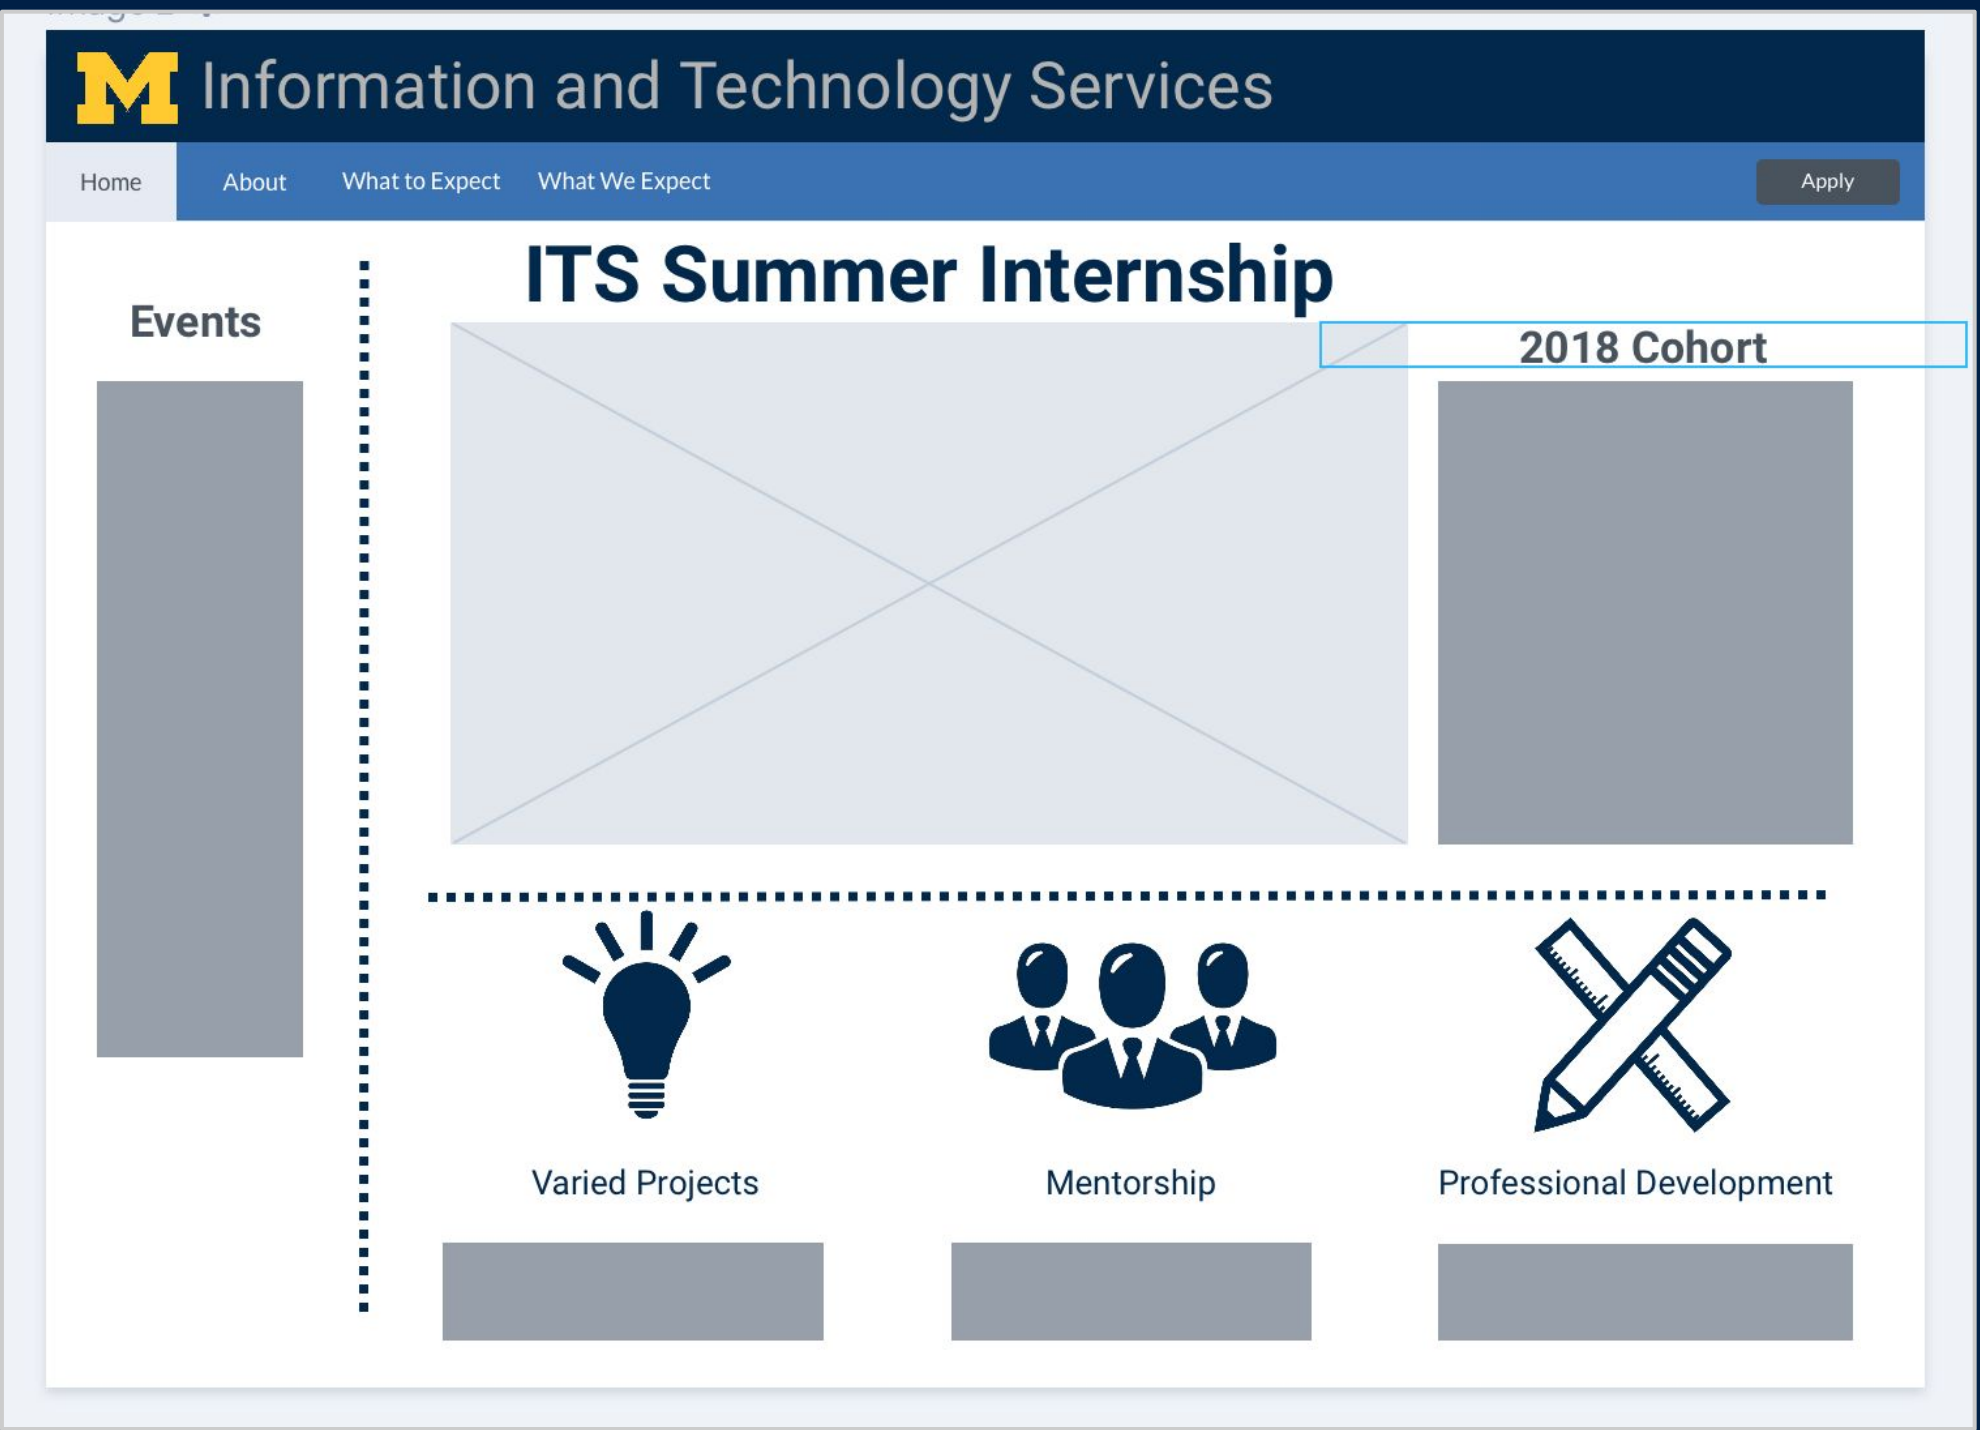 M Information and Technology Services
Home About What to Expect What We Expect Apply
ITS Summer Internship
Events
2018 Cohort
Varied Projects
Mentorship
Professional Development